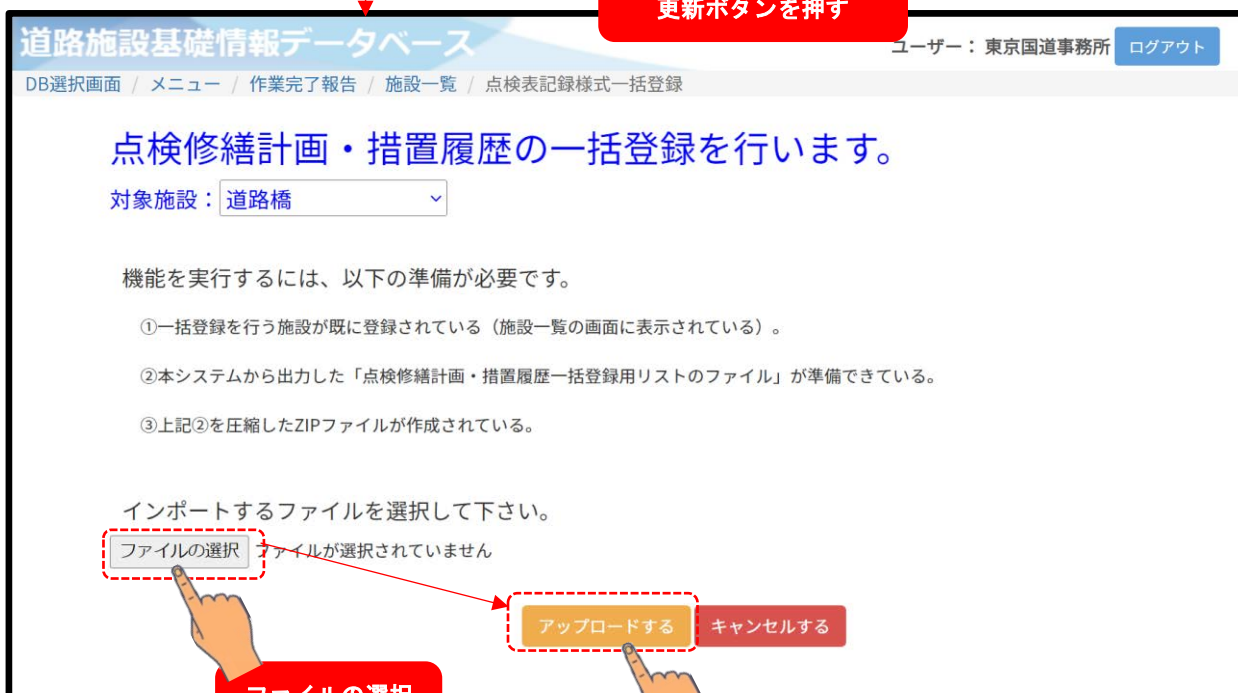 更新ボタンを押す
道路施設基礎情報データベース
ユーザー： 東京国道事務所 ログアウト
DB選択画面 / メニュー / 作業完了報告 / 施設一覧 / 点検表記録様式一括登録
点検修繕計画・措置履歴の一括登録を行います。
対象施設： 道路橋
機能を実行するには、以下の準備が必要です。
①一括登録を行う施設が既に登録されている（施設一覧の画面に表示されている）。
②本システムから出力した「点検修繕計画・措置履歴一括登録用リストのファイル」が準備できている。
③上記②を圧縮したZIPファイルが作成されている。
インポートするファイルを選択して下さい。
ファイルの選択 ファイルが選択されていません
アップロードする キャンセルする
ファイルの選択